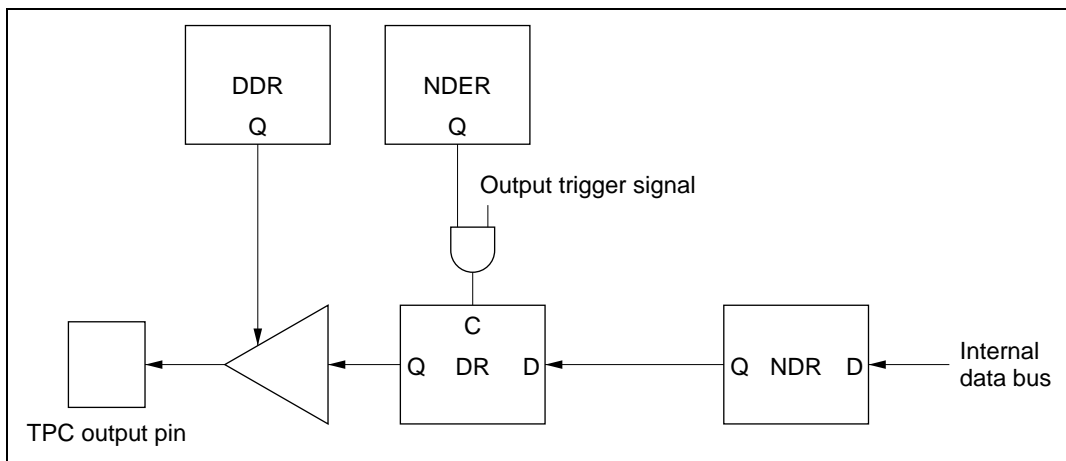 DDR
Q
NDER
Q
Output trigger signal
C
Q DR D
Q NDR D
Internal
data bus
TPC output pin